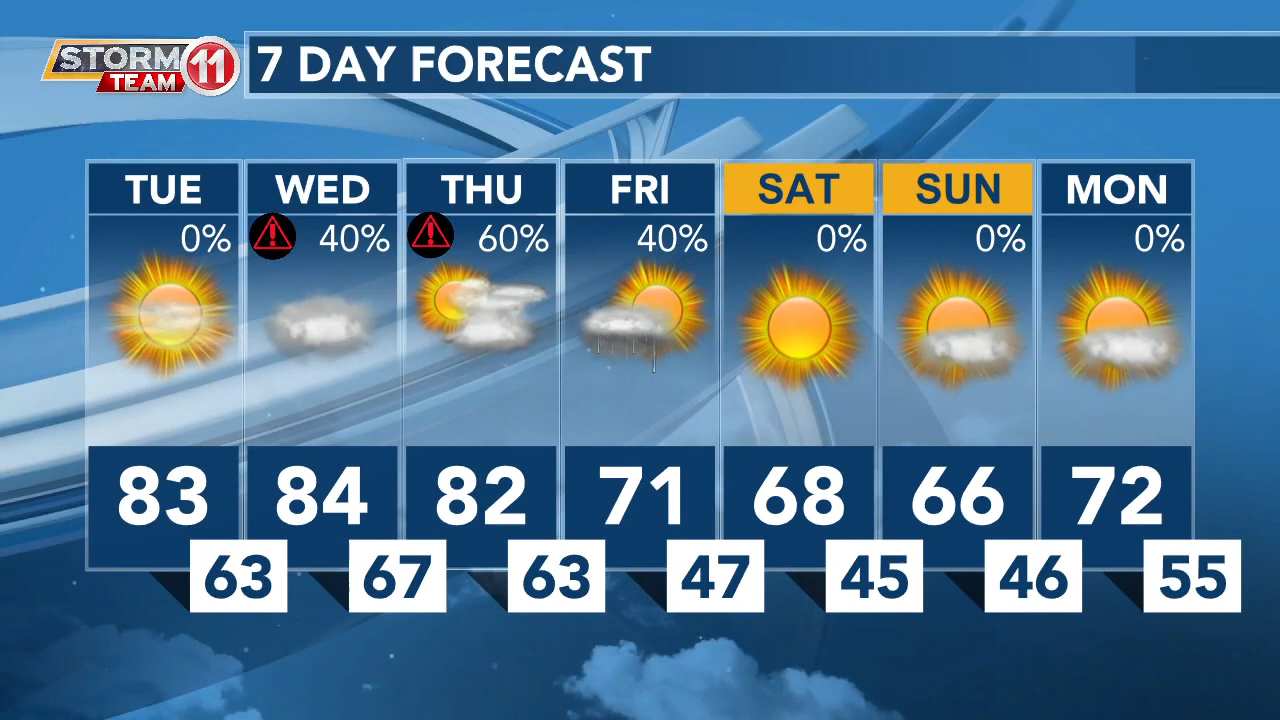 STORM
TEAM 11
7 DAY FORECAST
TUE WED THU FRI SAT SUN MON
0% 40% 60% 40% 0% 0% 0%
83 84 82 71 68 66 72
63 67 63 47 45 46 55